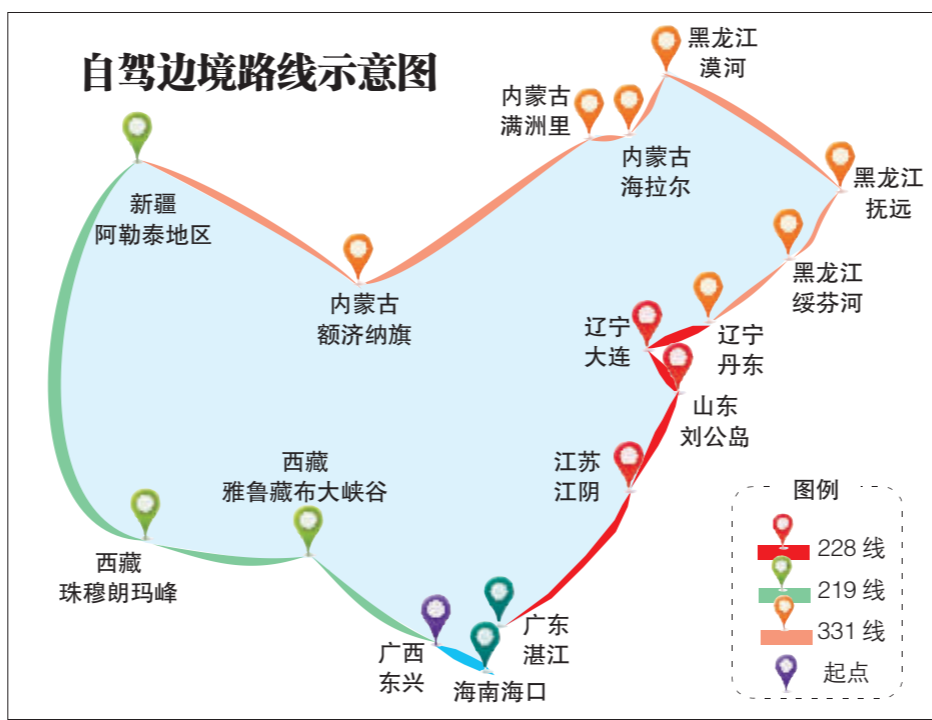 自驾边境路线示意图
黑龙江
漠河
内蒙古
满洲里
内蒙古
海拉尔
黑龙江
抚远
新疆
阿勒泰地区
黑龙江
绥芬河
内蒙古
额济纳旗
辽宁
大连
辽宁
丹东
山东
刘公岛
西藏
雅鲁藏布大峡谷
江苏
江阴
西藏
珠穆朗玛峰
广西
东兴
海南海口
广东
湛江
图例
228 线
219 线
331 线
起点